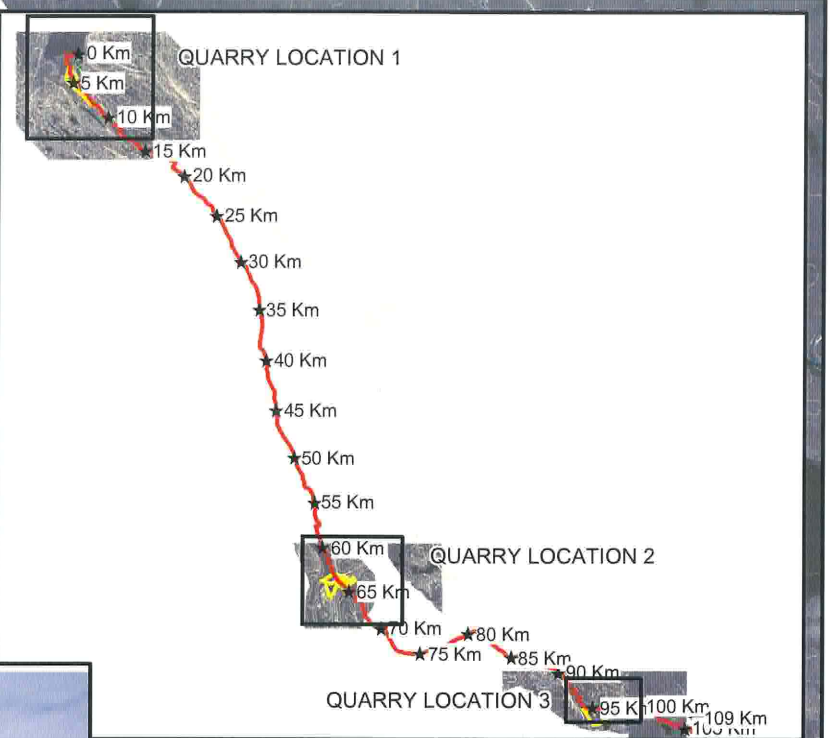 0 Km
QUARRY LOCATION 1
5 Km
10 Km
15 Km
20 Km
25 Km
30 Km
35 Km
40 Km
45 Km
50 Km
55 Km
60 Km
QUARRY LOCATION 2
65 Km
70 Km
80 Km
75 Km
85 Km
90 Km
QUARRY LOCATION 3
95 Km
100 Km
109 Km
105 Km